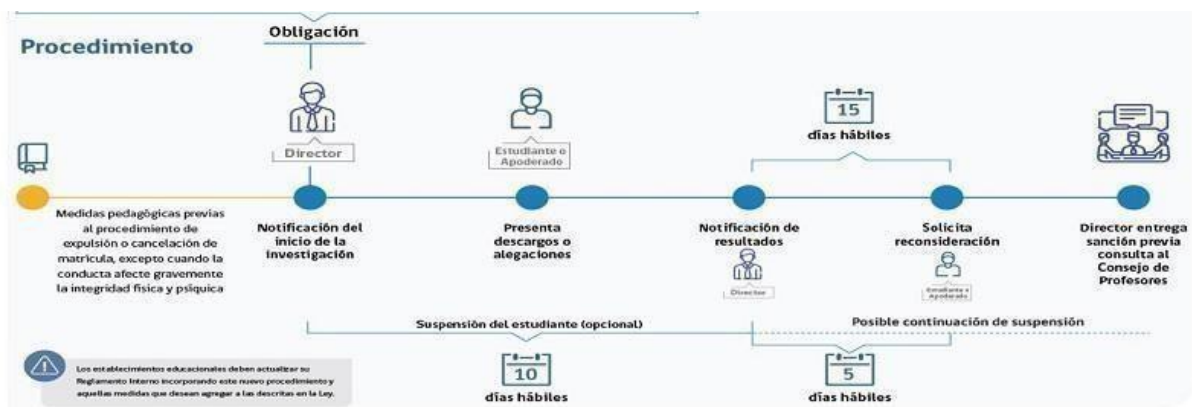 Procedimiento
Obligación
Director
Estudiante o
Apoderado
15
días hábiles
Medidas pedagógicas previas
al procedimiento de
expulsión o cancelación de
matrícula, excepto cuando la
conducta afecte gravemente
la integridad física y psíquica
Notificación del
inicio de la
investigación
Presenta
descargos o
alegaciones
Notificación de
resultados
Director
Solicita
reconsideración
Estudiante o
Apoderado
Director entrega
sanción previa
consulta al
Consejo de
Profesores
Suspensión del estudiante (opcional)
Posible continuación de suspensión
10
días hábiles
5
días hábiles
Los establecimientos educacionales deben actualizar su
Reglamento Interno incorporando este nuevo procedimiento y
aquellas medidas que desean agregar a las descritas en la Ley.